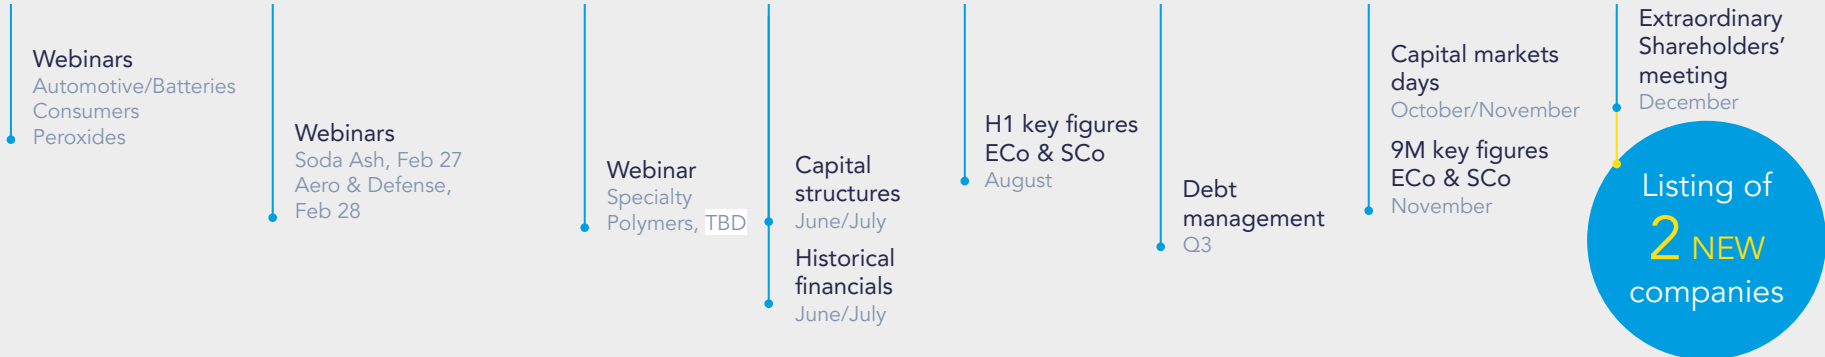 Webinars
Automotive/Batteries
Consumers
Peroxides
Webinars
Soda Ash, Feb 27
Aero & Defense,
Feb 28
Webinar
Specialty
Polymers, TBD
Capital
structures
June/July
Historical
financials
June/July
H1 key figures
ECo & SCo
August
Debt
management
Q3
Capital markets
days
October/November
9M key figures
ECo & SCo
November
Extraordinary
Shareholders’
meeting
December
Listing of
2 NEW
companies